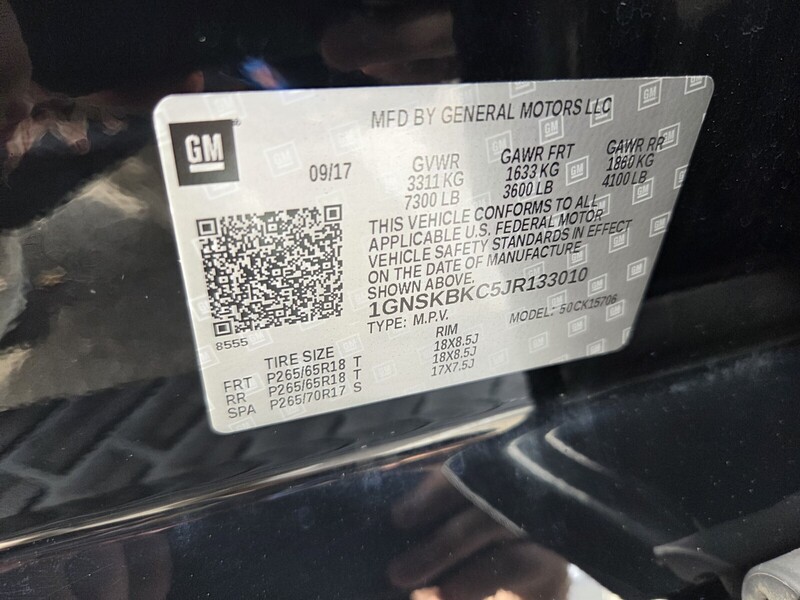 GM
MFD BY GENERAL MOTORS LLC
09/17
GVWR GAWR FRT GAWR RR
3311 KG 1633 KG 1860 KG
7300 LB 3600 LB 4100 LB
THIS VEHICLE CONFORMS TO ALL
APPLICABLE U.S. FEDERAL MOTOR
VEHICLE SAFETY STANDARDS IN EFFECT
ON THE DATE OF MANUFACTURE
SHOWN ABOVE.
1GNSKBKC5JR133010
TYPE: M.P.V. MODEL: 50CK15706
8555
TIRE SIZE RIM
FRT P265/65R18 T 18X8.5J
RR P265/65R18 T 18X8.5J
SPA P265/70R17 S 17X7.5J